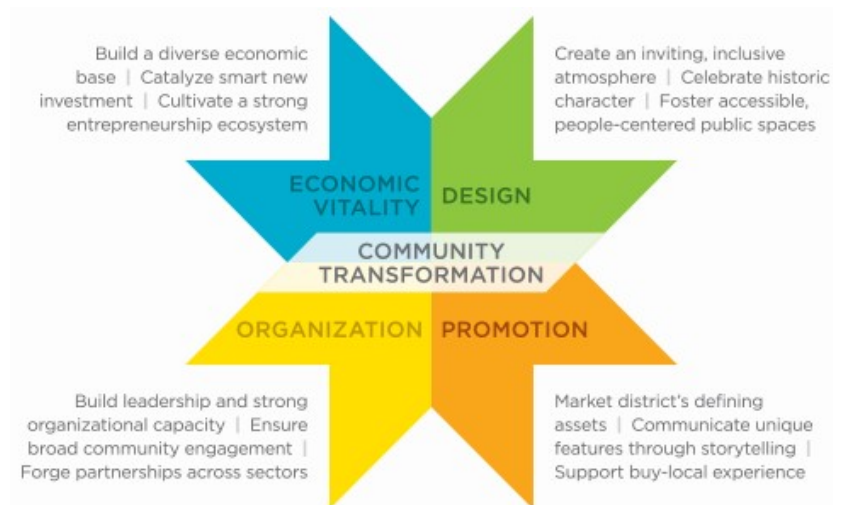 Build a diverse economic
base | Catalyze smart new
investment | Cultivate a strong
entrepreneurship ecosystem
Create an inviting, inclusive
atmosphere | Celebrate historic
character | Foster accessible,
people-centered public spaces
ECONOMIC
VITALITY
DESIGN
COMMUNITY
TRANSFORMATION
ORGANIZATION
PROMOTION
Build leadership and strong
organizational capacity | Ensure
broad community engagement |
Forge partnerships across sectors
Market district’s defining
assets | Communicate unique
features through storytelling |
Support buy-local experience